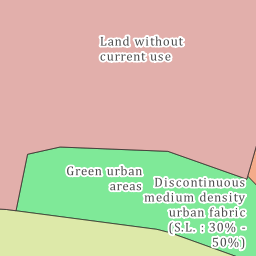 Land without
current use
Green urban
areas
Discontinuous
medium density
urban fabric
(S.L. : 30% -
50%)